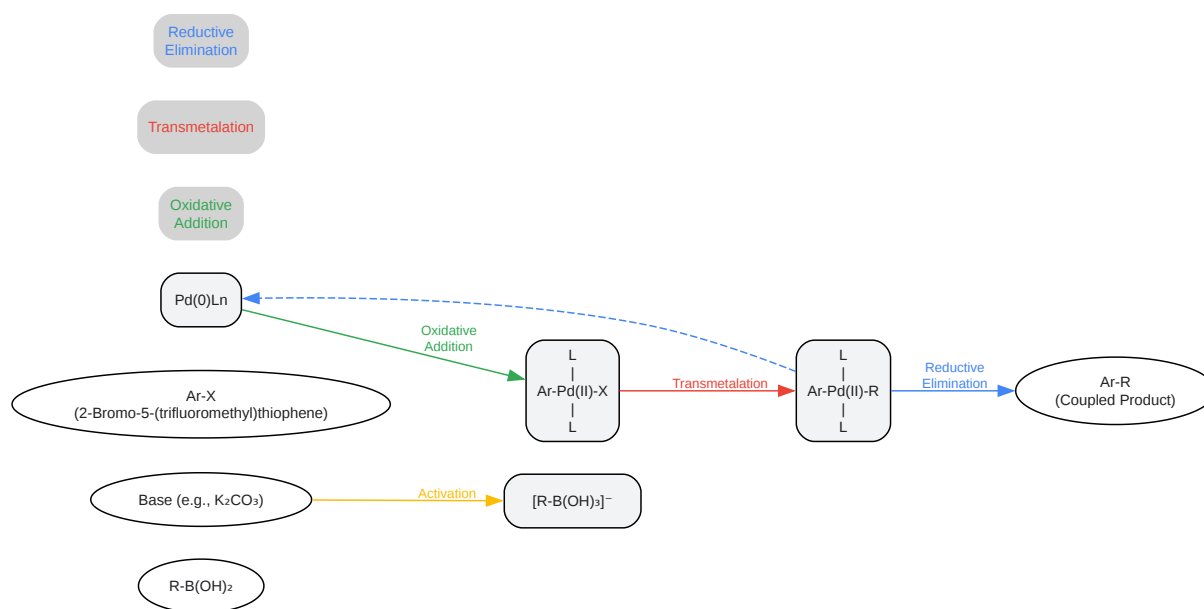 Reductive
Elimination
Transmetalation
Oxidative
Addition
Pd(0)Ln
Oxidative
Addition
Ar-X
(2-Bromo-5-(trifluoromethyl)thiophene)
L
|
Ar-Pd(II)-X
|
L
Transmetalation
L
|
Ar-Pd(II)-R
|
L
Reductive
Elimination
Ar-R
(Coupled Product)
Base (e.g., K₂CO₃)
Activation
[R-B(OH)₃]⁻
R-B(OH)₂